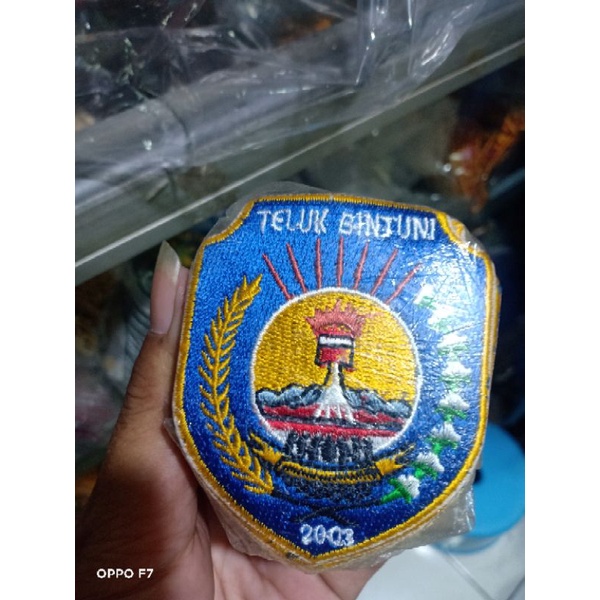 TELUK BINTUNI
2003
OPPO F7